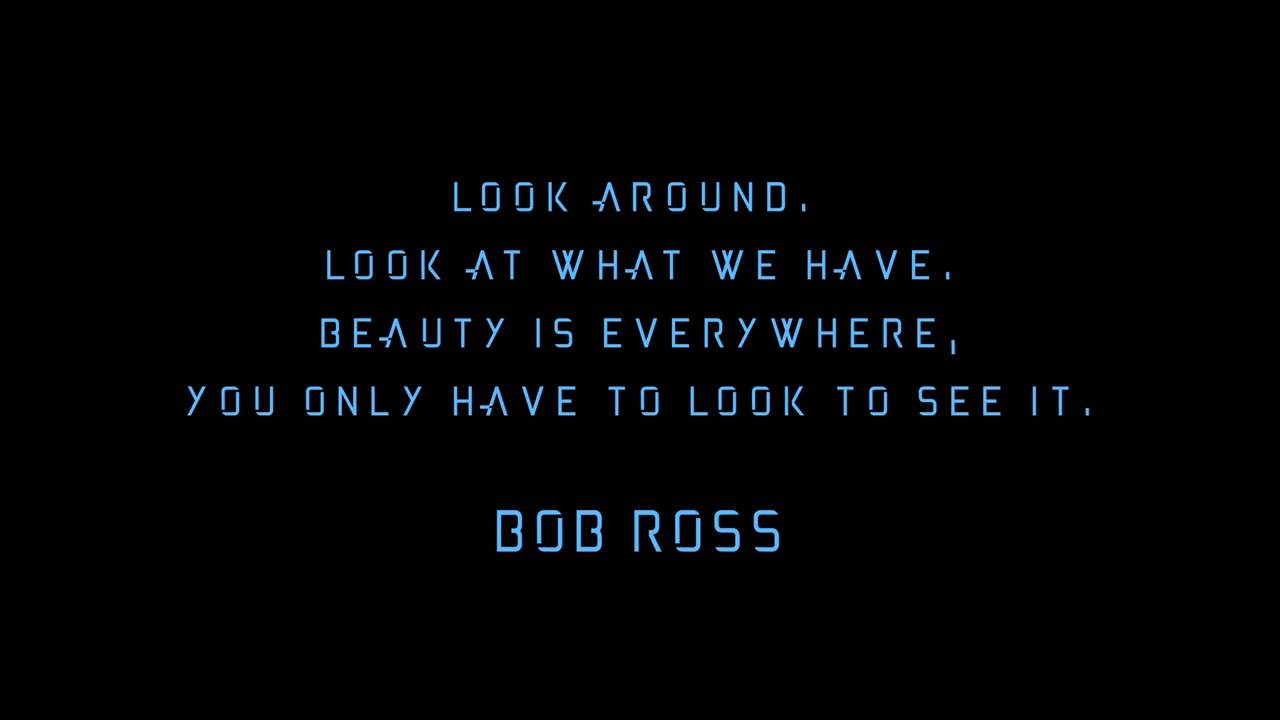 LOOK AROUND.
LOOK AT WHAT WE HAVE.
BEAUTY IS EVERYWHERE,
YOU ONLY HAVE TO LOOK TO SEE IT.
BOB ROSS